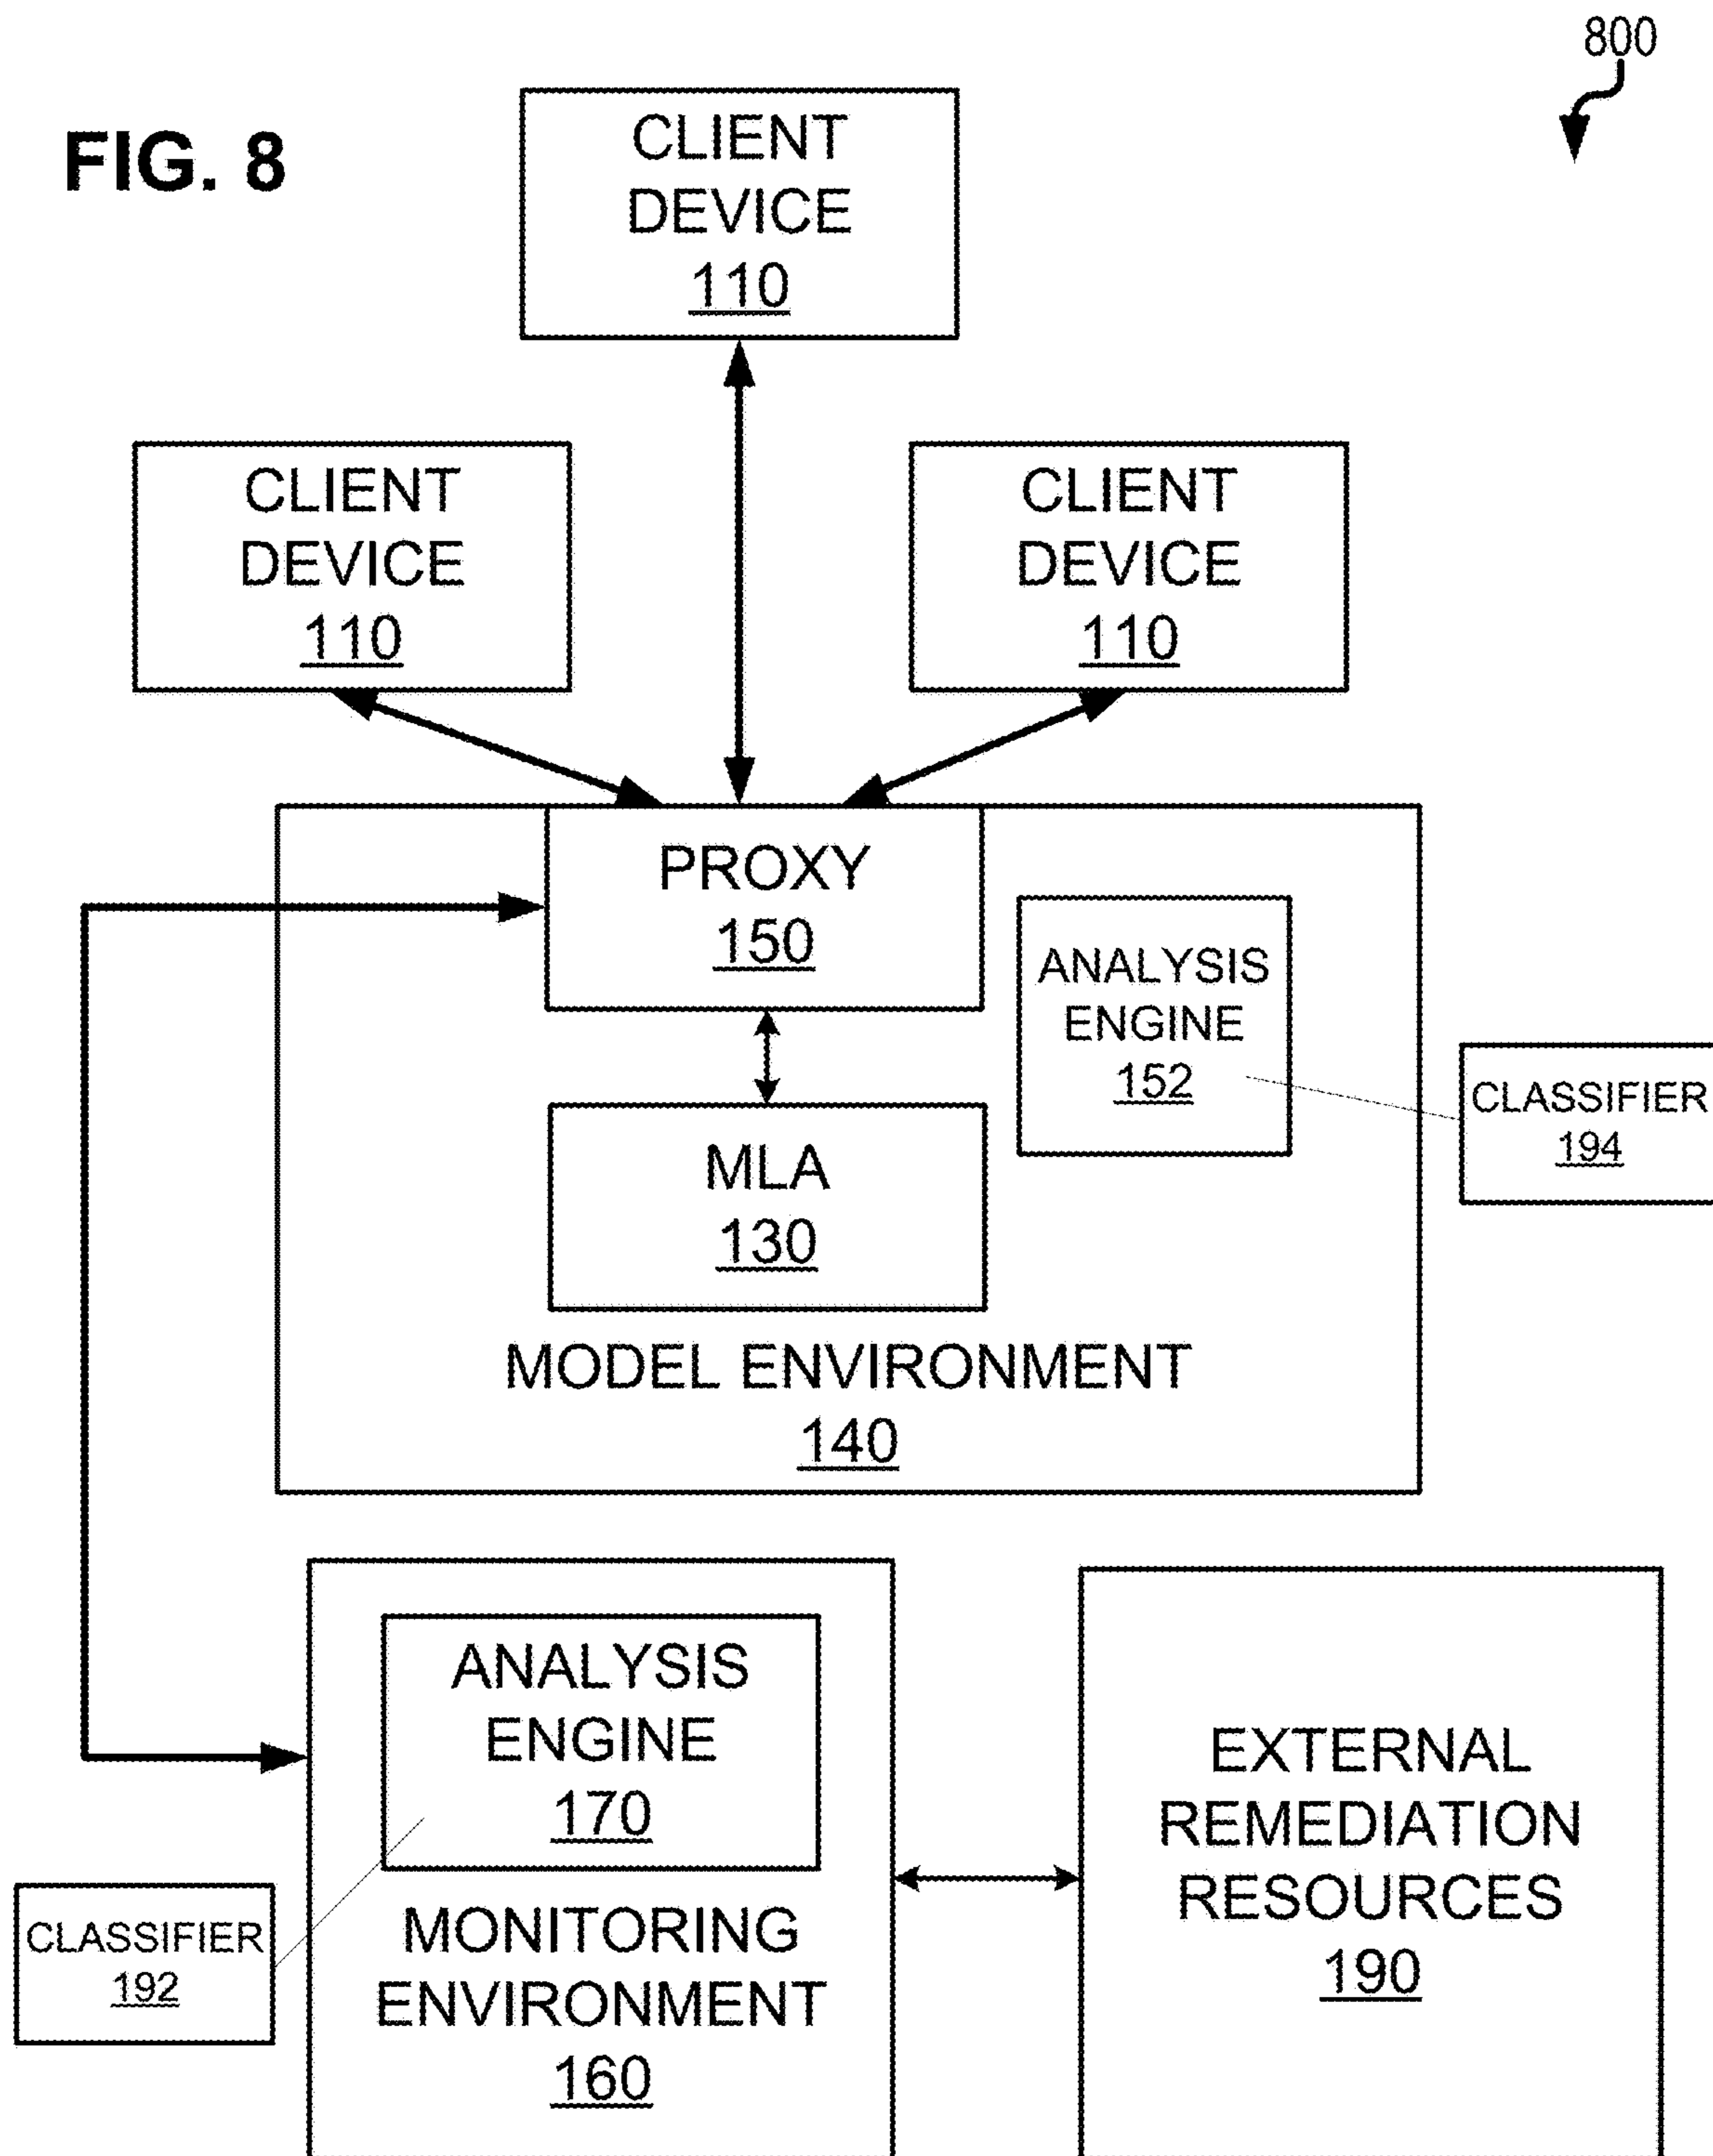 800
FIG. 8
CLIENT
DEVICE
110
CLIENT
DEVICE
110
CLIENT
DEVICE
110
PROXY
150
ANALYSIS
ENGINE
152
CLASSIFIER
194
MLA
130
MODEL ENVIRONMENT
140
ANALYSIS
ENGINE
170
CLASSIFIER
192
MONITORING
ENVIRONMENT
160
EXTERNAL
REMEDIATION
RESOURCES
190